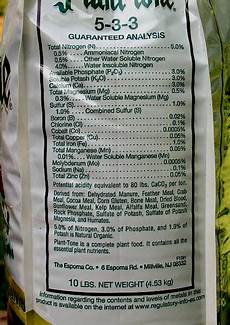 Plant-tone
5-3-3
GUARANTEED ANALYSIS
Total Nitrogen (N) 5.0%
0.5% Ammoniacal Nitrogen
0.5% Other Water Soluble Nitrogen
4.0% Water Insoluble Nitrogen
Available Phosphate (P₂O₅) 3.0%
Soluble Potash (K₂O) 3.0%
Calcium (Ca)
Total Magnesium (Mg) 0.5%
0.3% Water Soluble Magnesium (Mg)
Sulfur (S) 1.0%
1.0% Combined Sulfur (S)
Boron (B) 0.02%
Chlorine (Cl) 0.1%
Cobalt (Co) 0.0005%
Total Copper (Cu) 0.05%
Total Iron (Fe) 1.2%
Total Manganese (Mn) 0.05%
0.01% Water Soluble Manganese (Mn)
Molybdenum (Mo) 0.0005%
Sodium (Na) 0.1%
Total Zinc (Zn) 0.05%
Potential acidity equivalent to 80 lbs. CaCO₃ per ton.
Derived from: Dehydrated Manure, Feather Meal, Crab
Meal, Cocoa Meal, Corn Gluten, Bone Meal, Dried Blood,
Sunflower Meal, Kelp Meal, Alfalfa Meal, Greensand,
Rock Phosphate, Sulfate of Potash, Sulfate of Potash
Magnesia, and Humates.
5.0% of Nitrogen, 3.0% of Phosphate, and 1.0% of
Potash is Natural Organic.
Plant-Tone is a complete plant food. It contains all the
essential plant nutrients.
The Espoma Co. • 6 Espoma Rd. • Millville, NJ 08332
10 LBS. NET WEIGHT (4.53 kg)
Information regarding the contents and levels of metals in this
product is available on the internet at www.regulatory-info-es.com